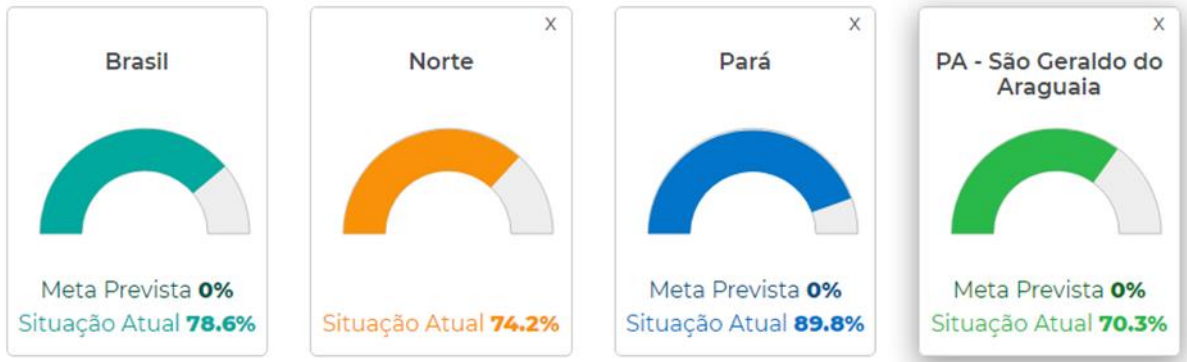 Brasil
Meta Prevista 0%
Situação Atual 78.6%
X
Norte
Situação Atual 74.2%
X
Pará
Meta Prevista 0%
Situação Atual 89.8%
X
PA - São Geraldo do
Araguaia
Meta Prevista 0%
Situação Atual 70.3%